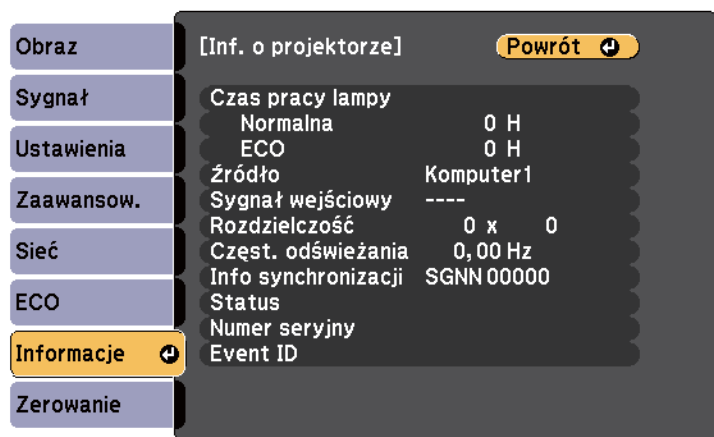 Obraz
Sygnał
Ustawienia
Zaawansow.
Sieć
ECO
Informacje
Zerowanie
[Inf. o projektorze]
Powrót
Czas pracy lampy
Normalna 0 H
ECO 0 H
Źródło Komputer1
Sygnał wejściowy ----
Rozdzielczość 0 x 0
Częst. odświeżania 0,00 Hz
Info synchronizacji SGNN 00000
Status
Numer seryjny
Event ID